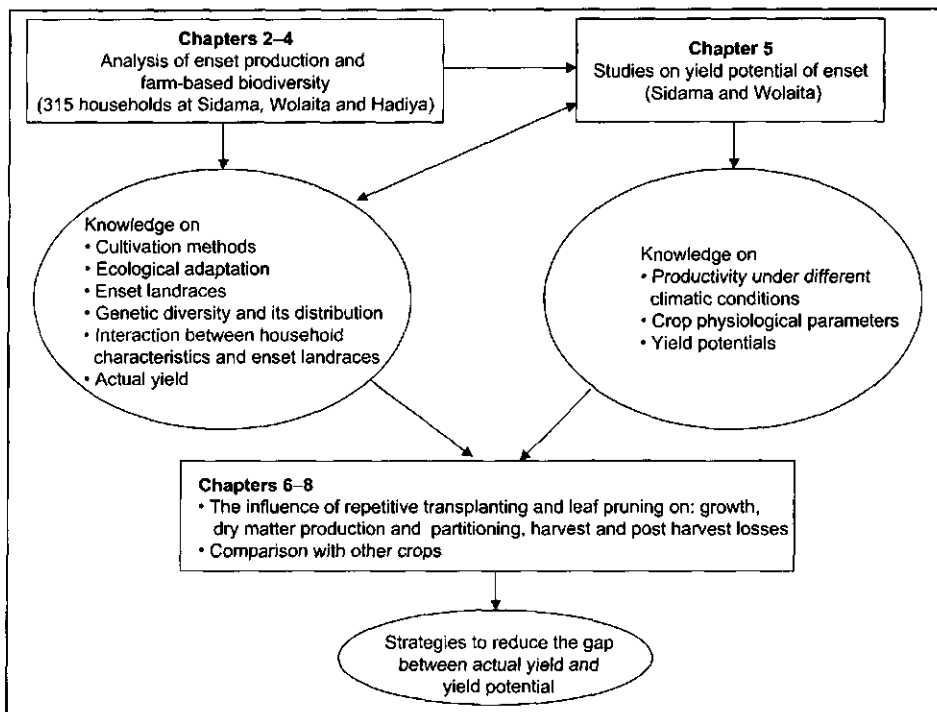 Chapters 2–4
Analysis of enset production and
farm-based biodiversity
(315 households at Sidama, Wolaita and Hadiya)
Chapter 5
Studies on yield potential of enset
(Sidama and Wolaita)
Knowledge on
• Cultivation methods
• Ecological adaptation
• Enset landraces
• Genetic diversity and its distribution
• Interaction between household
characteristics and enset landraces
• Actual yield
Knowledge on
• Productivity under different
climatic conditions
• Crop physiological parameters
• Yield potentials
Chapters 6–8
• The influence of repetitive transplanting and leaf pruning on: growth,
dry matter production and partitioning, harvest and post harvest losses
• Comparison with other crops
Strategies to reduce the gap
between actual yield and
yield potential